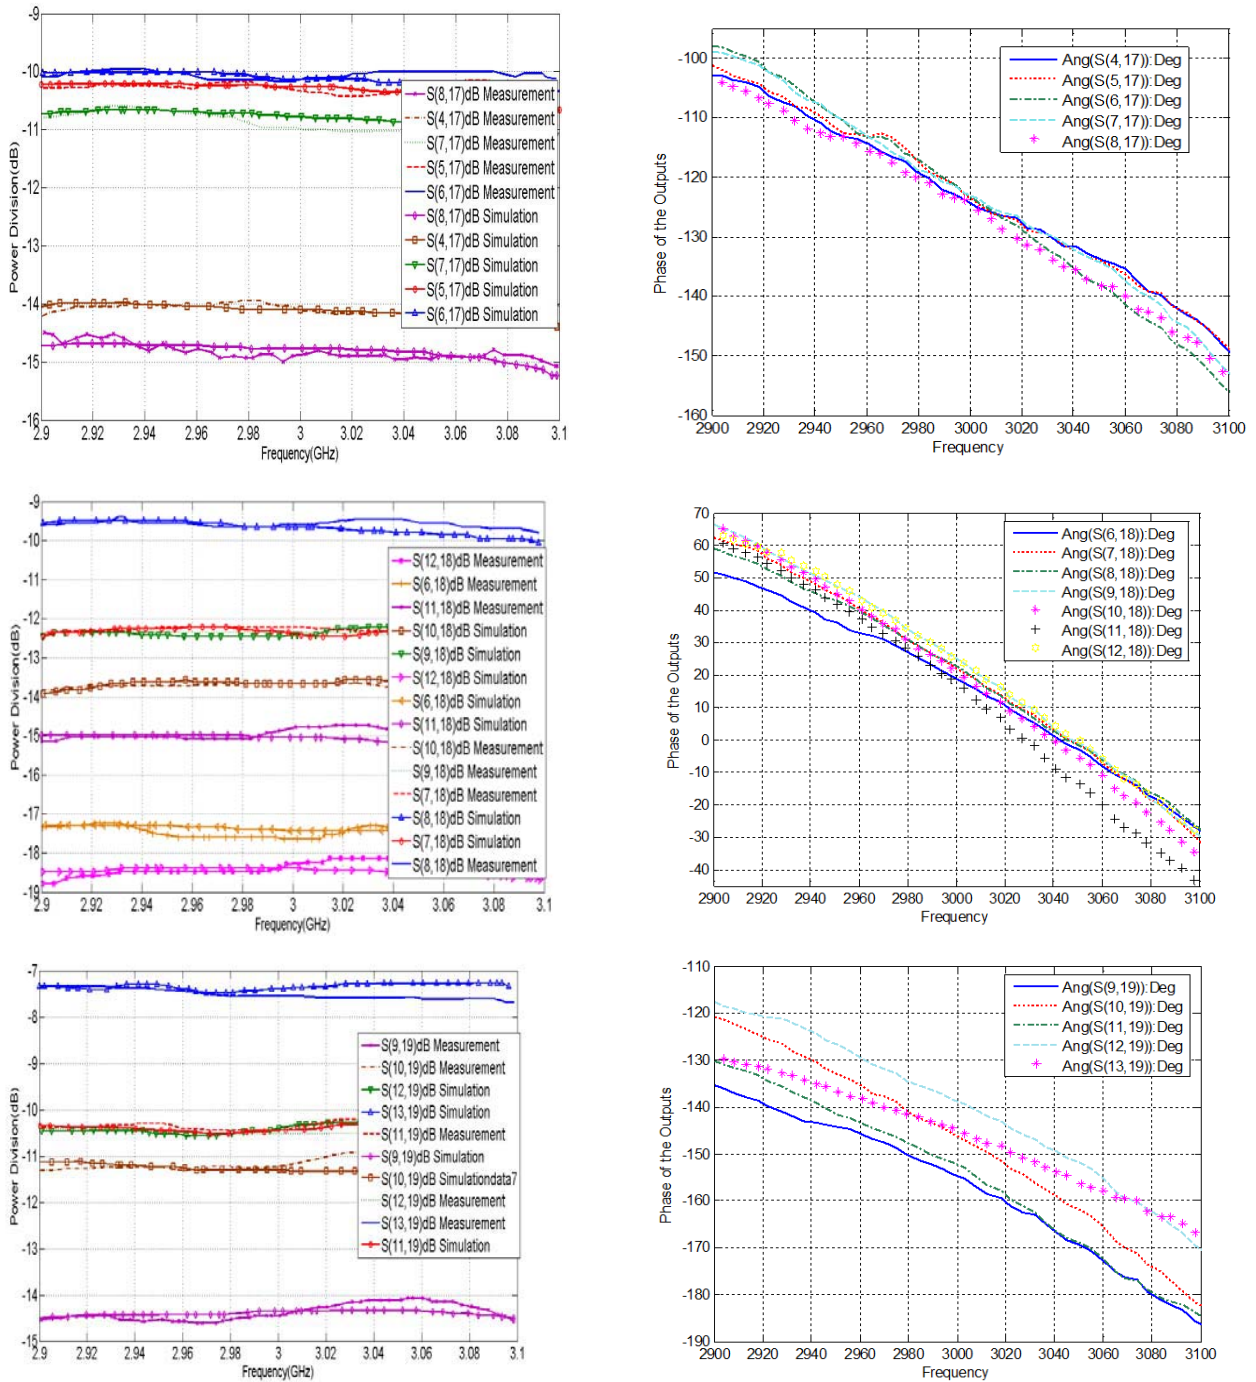 -9
-10
-11
-12
-13
-14
-15
-16
Power Division(dB)
S(8,17)dB Measurement
S(4,17)dB Measurement
S(7,17)dB Measurement
S(5,17)dB Measurement
S(6,17)dB Measurement
S(8,17)dB Simulation
S(4,17)dB Simulation
S(7,17)dB Simulation
S(5,17)dB Simulation
S(6,17)dB Simulation
2.9 2.92 2.94 2.96 2.98 3 3.02 3.04 3.06 3.08 3.1
Frequency(GHz)
-100
-110
-120
-130
-140
-150
-160
Phase of the Outputs
Ang(S(4,17)):Deg
Ang(S(5,17)):Deg
Ang(S(6,17)):Deg
Ang(S(7,17)):Deg
Ang(S(8,17)):Deg
2900 2920 2940 2960 2980 3000 3020 3040 3060 3080 3100
Frequency
-9
-10
-11
-12
-13
-14
-15
-16
-17
-18
-19
Power Division(dB)
S(12,18)dB Measurement
S(6,18)dB Measurement
S(11,18)dB Measurement
S(10,18)dB Simulation
S(9,18)dB Simulation
S(12,18)dB Simulation
S(6,18)dB Simulation
S(11,18)dB Simulation
S(10,18)dB Measurement
S(9,18)dB Measurement
S(7,18)dB Measurement
S(8,18)dB Simulation
S(7,18)dB Simulation
S(8,18)dB Measurement
2.9 2.92 2.94 2.96 2.98 3 3.02 3.04 3.06 3.08 3.1
Frequency(GHz)
70
60
50
40
30
20
10
0
-10
-20
-30
-40
Phase of the Outputs
Ang(S(6,18)):Deg
Ang(S(7,18)):Deg
Ang(S(8,18)):Deg
Ang(S(9,18)):Deg
Ang(S(10,18)):Deg
Ang(S(11,18)):Deg
Ang(S(12,18)):Deg
2900 2920 2940 2960 2980 3000 3020 3040 3060 3080 3100
Frequency
-7
-8
-9
-10
-11
-12
-13
-14
-15
Power Division(dB)
S(9,19)dB Measurement
S(10,19)dB Measurement
S(12,19)dB Simulation
S(13,19)dB Simulation
S(11,19)dB Measurement
S(9,19)dB Simulation
S(10,19)dB Simulationdata7
S(12,19)dB Measurement
S(13,19)dB Measurement
S(11,19)dB Simulation
2.9 2.92 2.94 2.96 2.98 3 3.02 3.04 3.06 3.08 3.1
Frequency(GHz)
-110
-120
-130
-140
-150
-160
-170
-180
-190
Phase of the Outputs
Ang(S(9,19)):Deg
Ang(S(10,19)):Deg
Ang(S(11,19)):Deg
Ang(S(12,19)):Deg
Ang(S(13,19)):Deg
2900 2920 2940 2960 2980 3000 3020 3040 3060 3080 3100
Frequency